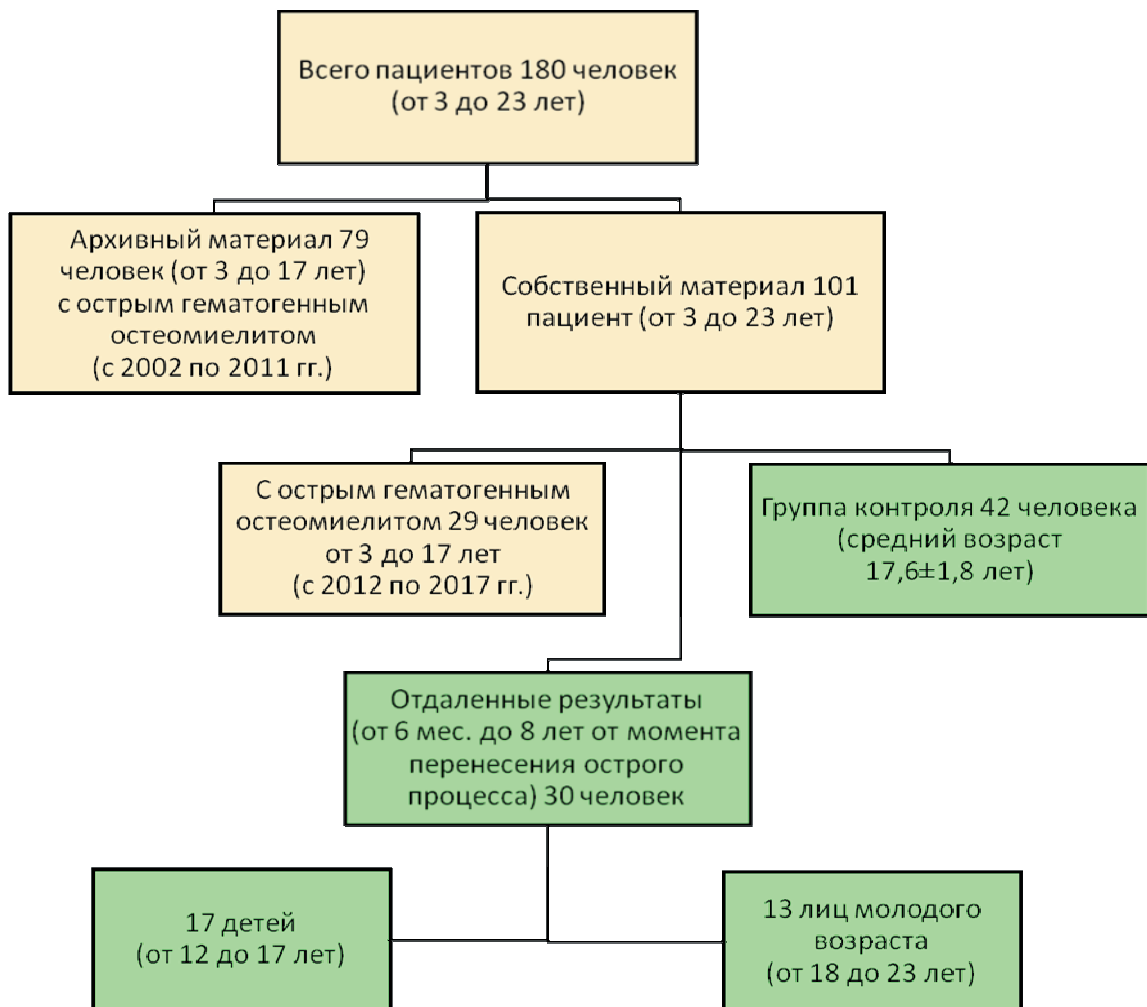 Всего пациентов 180 человек
(от 3 до 23 лет)
Архивный материал 79
человек (от 3 до 17 лет)
с острым гематогенным
остеомиелитом
(с 2002 по 2011 гг.)
Собственный материал 101
пациент (от 3 до 23 лет)
С острым гематогенным
остеомиелитом 29 человек
от 3 до 17 лет
(с 2012 по 2017 гг.)
Группа контроля 42 человека
(средний возраст
17,6±1,8 лет)
Отдаленные результаты
(от 6 мес. до 8 лет от момента
перенесения острого
процесса) 30 человек
17 детей
(от 12 до 17 лет)
13 лиц молодого
возраста
(от 18 до 23 лет)